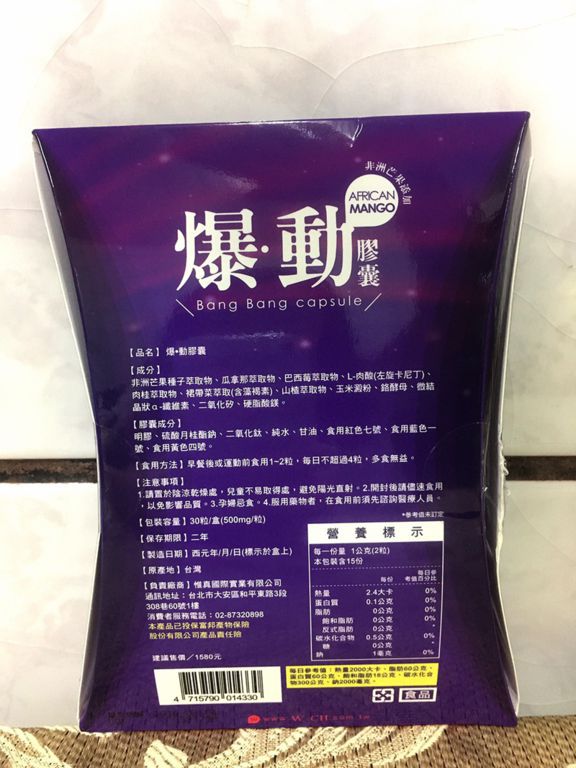 非洲芒果添加
AFRICAN
MANGO
爆・動
膠囊
Bang Bang capsule
【品名】爆•動膠囊
【成分】
非洲芒果種子萃取物、瓜拿那萃取物、巴西莓萃取物、L-肉酸(左旋卡尼丁)、
肉桂萃取物、裙帶菜萃取(含藻褐素)、山楂萃取物、玉米澱粉、鉻酵母、微結
晶狀α-纖維素、二氧化矽、硬脂酸鎂。
【膠囊成分】
明膠、硫酸月桂酯鈉、二氧化鈦、純水、甘油、食用紅色七號、食用藍色一
號、食用黃色四號。
【食用方法】早餐後或運動前食用1~2粒，每日不超過4粒，多食無益。
【注意事項】
1.請置於陰涼乾燥處，兒童不易取得處，避免陽光直射。2.開封後請儘速食用
，以免影響品質。3.孕婦忌食。4.服用藥物者，在食用前須先諮詢醫療人員。
【包裝容量】30粒/盒(500mg/粒)
【保存期限】二年
【製造日期】西元年/月/日(標示於盒上)
【原產地】台灣
【負責廠商】惟真國際實業有限公司
通訊地址：台北市大安區和平東路3段
308巷60號1樓
消費者服務電話：02-87320898
本產品已投保富邦產物保險
股份有限公司產品責任險
建議售價／1580元
4 715790 014330
*參考值未訂定
營養標示
每一份量 1公克(2粒)
本包裝含15份
每份 每日參考值百分比
熱量 2.4大卡 0%
蛋白質 0.1公克 0%
脂肪 0公克 0%
飽和脂肪 0公克 0%
反式脂肪 0公克 *
碳水化合物 0.5公克 0%
糖 0公克 *
鈉 1毫克 0%
每日參考值：熱量2000大卡、脂肪60公克、
蛋白質60公克、飽和脂肪18公克、碳水化合
物300公克、鈉2000毫克。
食品